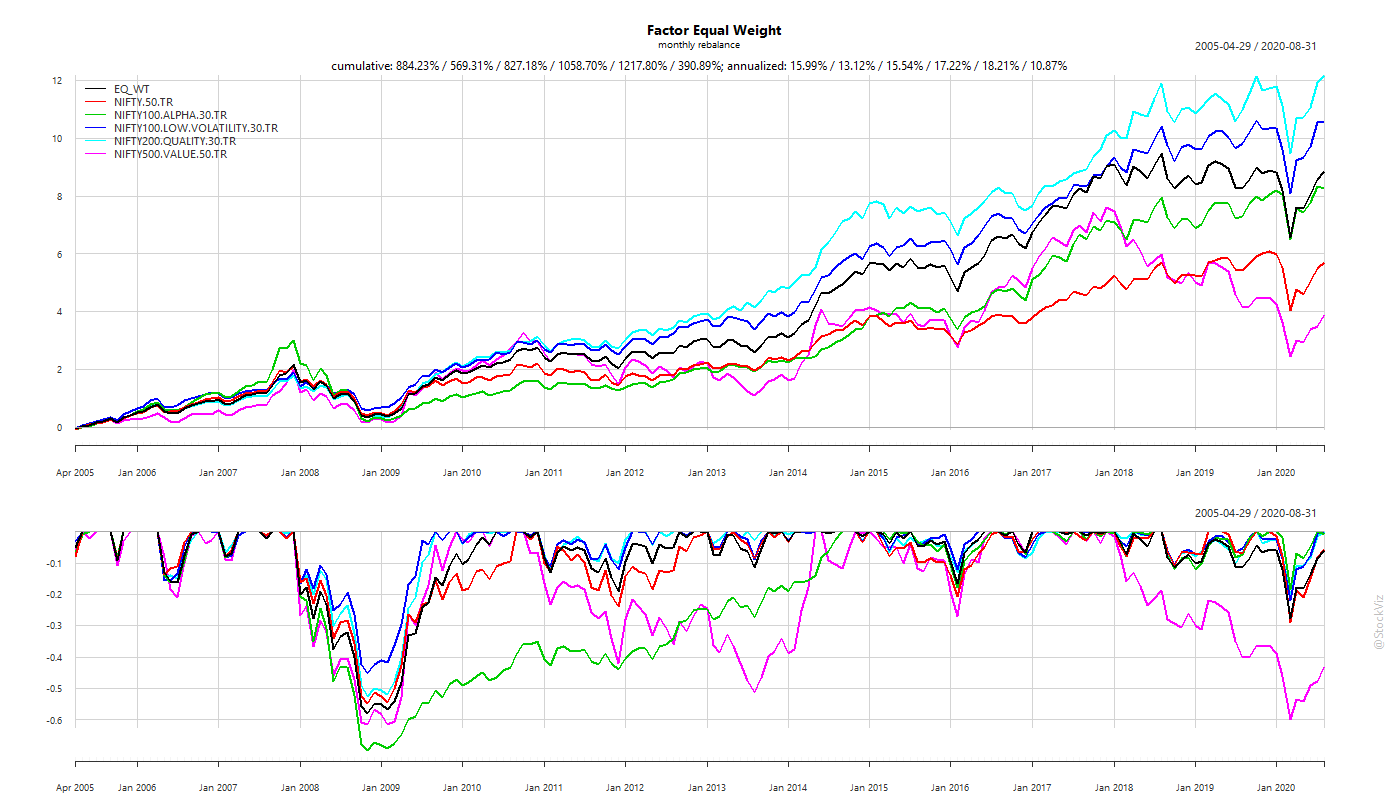 Factor Equal Weight
monthly rebalance
2005-04-29 / 2020-08-31
cumulative: 884.23% / 569.31% / 827.18% / 1058.70% / 1217.80% / 390.89%; annualized: 15.99% / 13.12% / 15.54% / 17.22% / 18.21% / 10.87%
EQ_WT
NIFTY.50.TR
NIFTY100.ALPHA.30.TR
NIFTY100.LOW.VOLATILITY.30.TR
NIFTY200.QUALITY.30.TR
NIFTY500.VALUE.50.TR
12
10
8
6
4
2
0
Apr 2005 Jan 2006 Jan 2007 Jan 2008 Jan 2009 Jan 2010 Jan 2011 Jan 2012 Jan 2013 Jan 2014 Jan 2015 Jan 2016 Jan 2017 Jan 2018 Jan 2019 Jan 2020
2005-04-29 / 2020-08-31
-0.1
-0.2
-0.3
-0.4
-0.5
-0.6
Apr 2005 Jan 2006 Jan 2007 Jan 2008 Jan 2009 Jan 2010 Jan 2011 Jan 2012 Jan 2013 Jan 2014 Jan 2015 Jan 2016 Jan 2017 Jan 2018 Jan 2019 Jan 2020
@StockViz